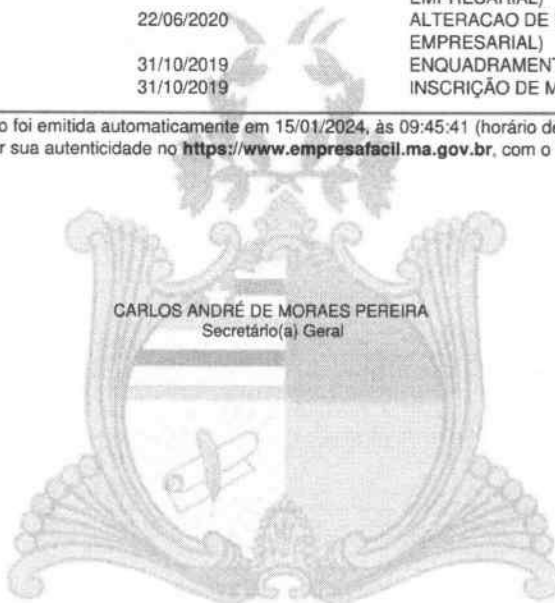 EMPRESARIAL)
22/06/2020 ALTERACAO DE
EMPRESARIAL)
31/10/2019 ENQUADRAMENT
31/10/2019 INSCRIÇÃO DE M
o foi emitida automaticamente em 15/01/2024, às 09:45:41 (horário de
r sua autenticidade no https://www.empresafacil.ma.gov.br, com o
CARLOS ANDRÉ DE MORAES PEREIRA
Secretário(a) Geral